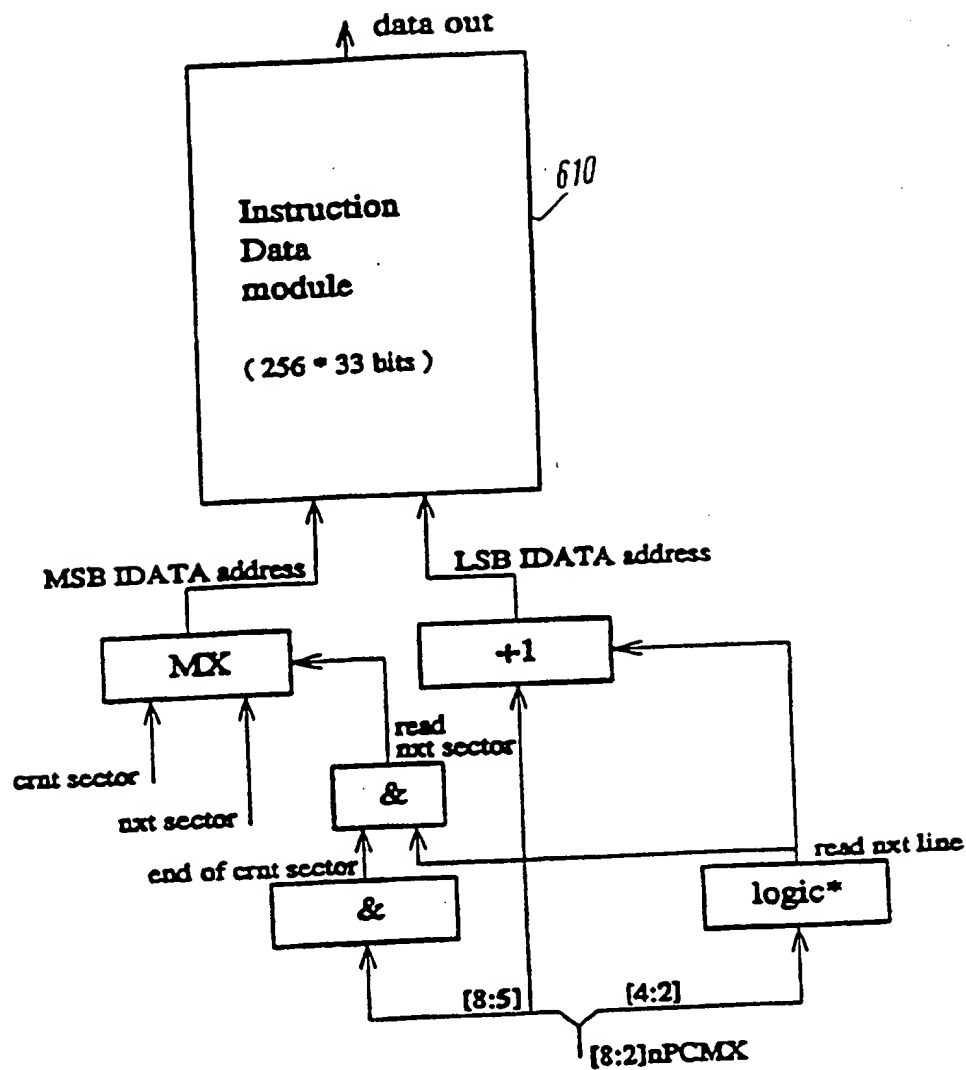 data out
610
Instruction
Data
module
( 256 * 33 bits )
MSB IDATA address
LSB IDATA address
MX
+1
read
nxt sector
crnt sector
nxt sector
&
end of crnt sector
read nxt line
&
logic*
[8:5]
[4:2]
[8:2]nPCMX